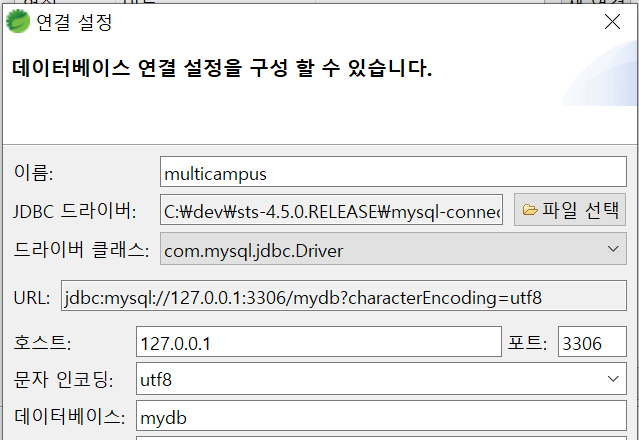 연결 설정
데이터베이스 연결 설정을 구성 할 수 있습니다.
이름: multicampus
JDBC 드라이버: C:\dev\sts-4.5.0.RELEASE\mysql-connec 파일 선택
드라이버 클래스: com.mysql.jdbc.Driver
URL: jdbc:mysql://127.0.0.1:3306/mydb?characterEncoding=utf8
호스트: 127.0.0.1 포트: 3306
문자 인코딩: utf8
데이터베이스: mydb